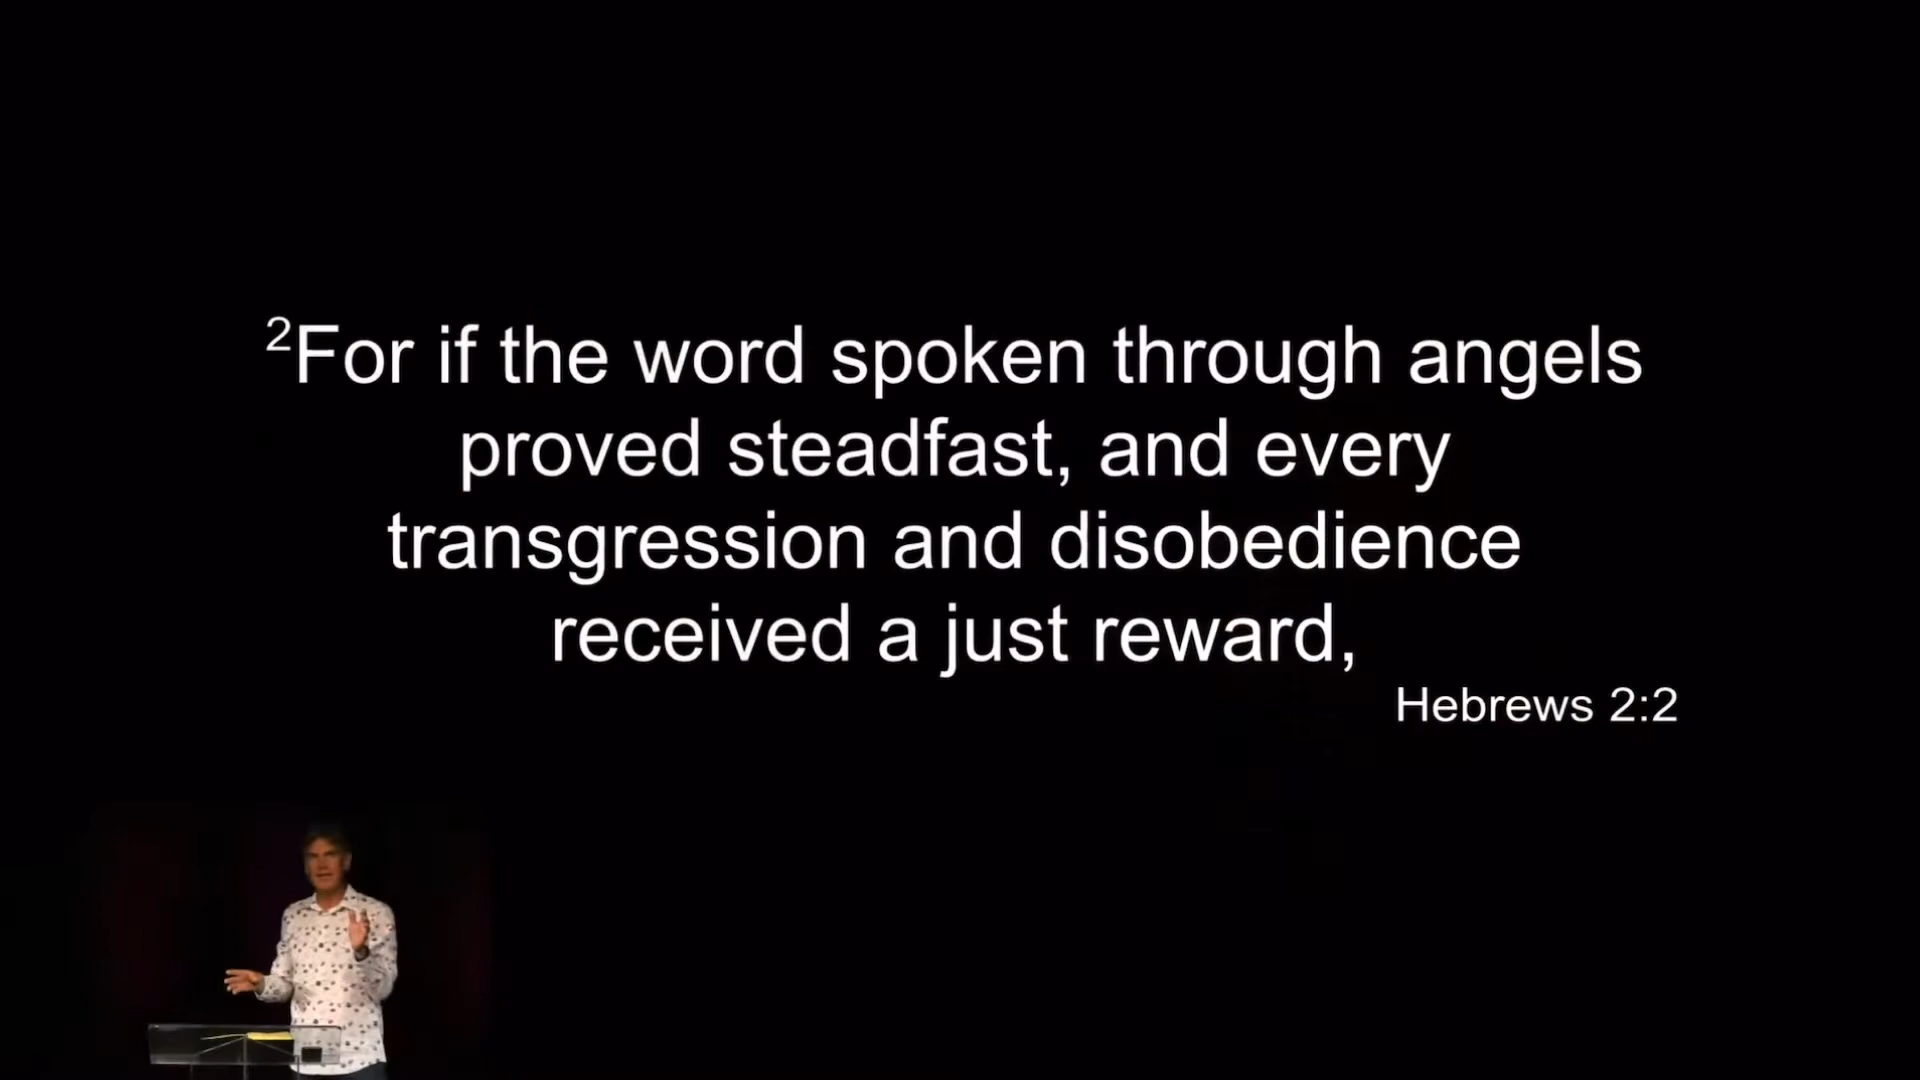 ²For if the word spoken through angels
proved steadfast, and every
transgression and disobedience
received a just reward,
Hebrews 2:2